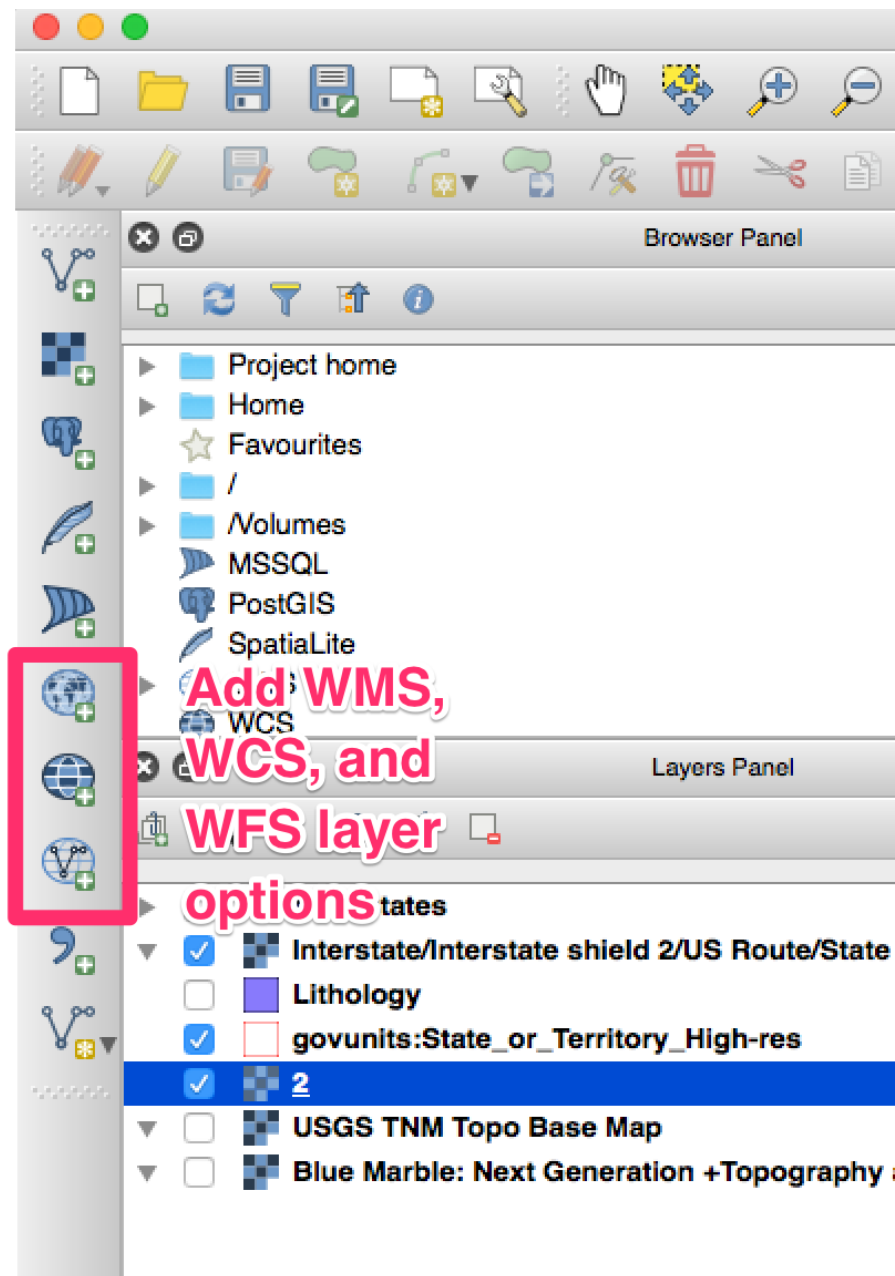 Browser Panel
Project home
Home
Favourites
/
/Volumes
MSSQL
PostGIS
SpatiaLite
Add WMS,
WCS
WCS, and
Layers Panel
WFS layer
options
tates
Interstate/Interstate shield 2/US Route/State
Lithology
govunits:State_or_Territory_High-res
2
USGS TNM Topo Base Map
Blue Marble: Next Generation +Topography a